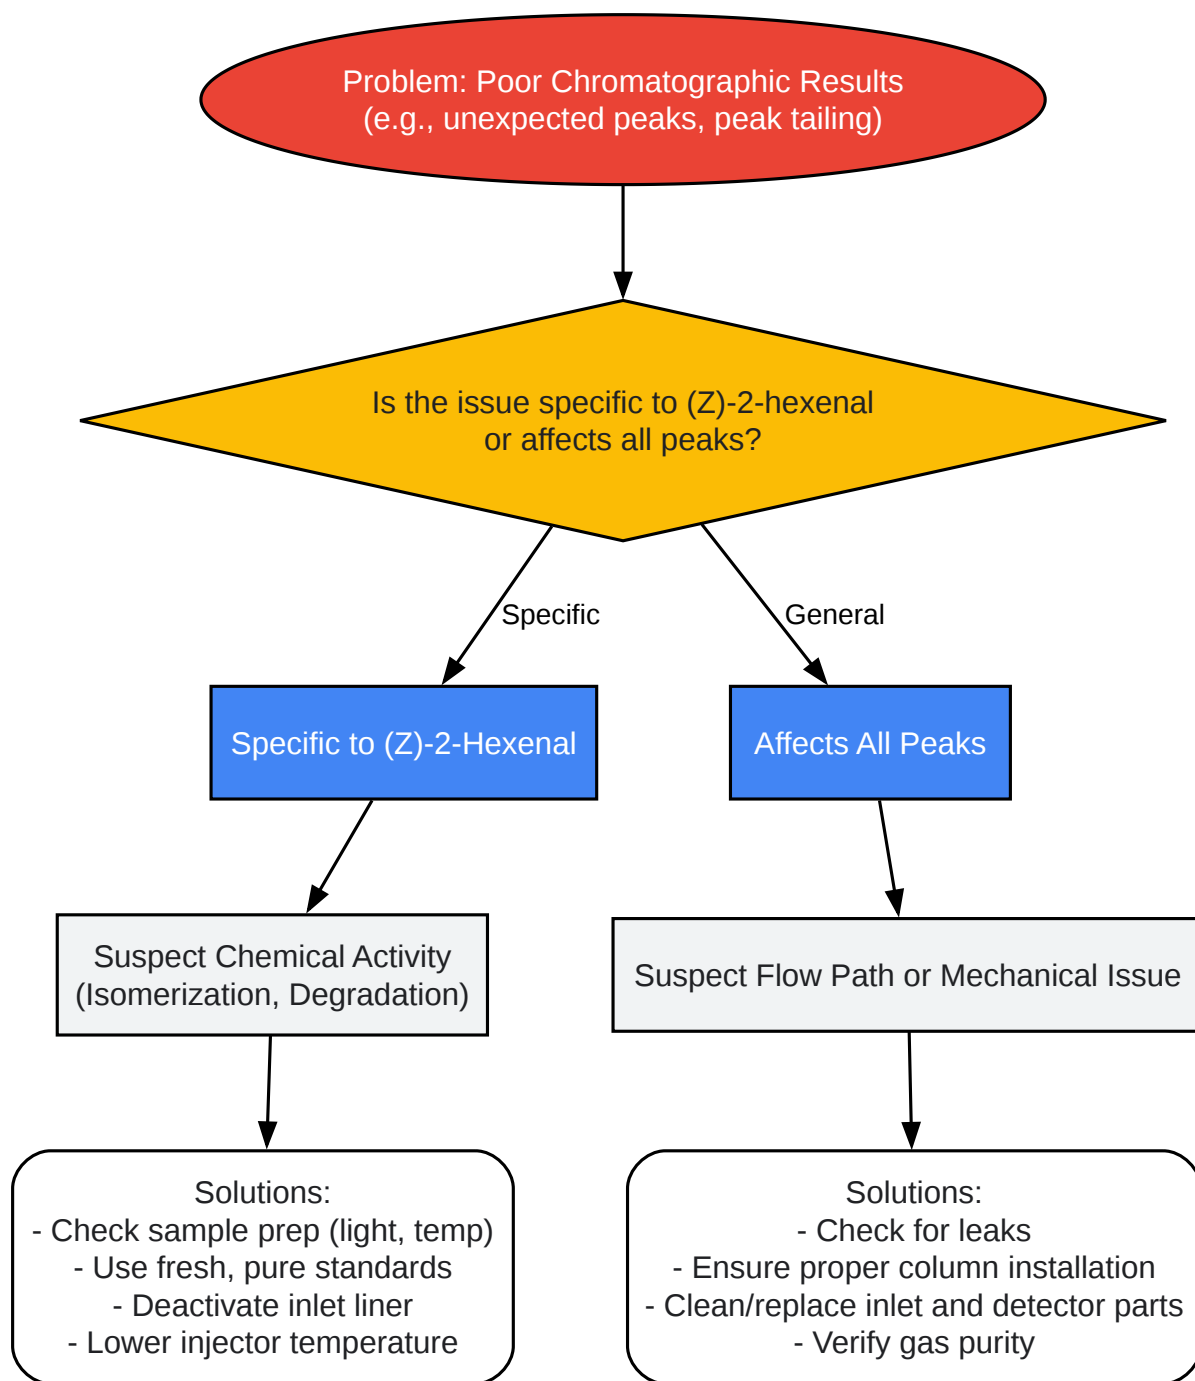 Problem: Poor Chromatographic Results
(e.g., unexpected peaks, peak tailing)
Is the issue specific to (Z)-2-hexenal
or affects all peaks?
Specific
General
Specific to (Z)-2-Hexenal
Affects All Peaks
Suspect Chemical Activity
(Isomerization, Degradation)
Suspect Flow Path or Mechanical Issue
Solutions:
- Check sample prep (light, temp)
- Use fresh, pure standards
- Deactivate inlet liner
- Lower injector temperature
Solutions:
- Check for leaks
- Ensure proper column installation
- Clean/replace inlet and detector parts
- Verify gas purity